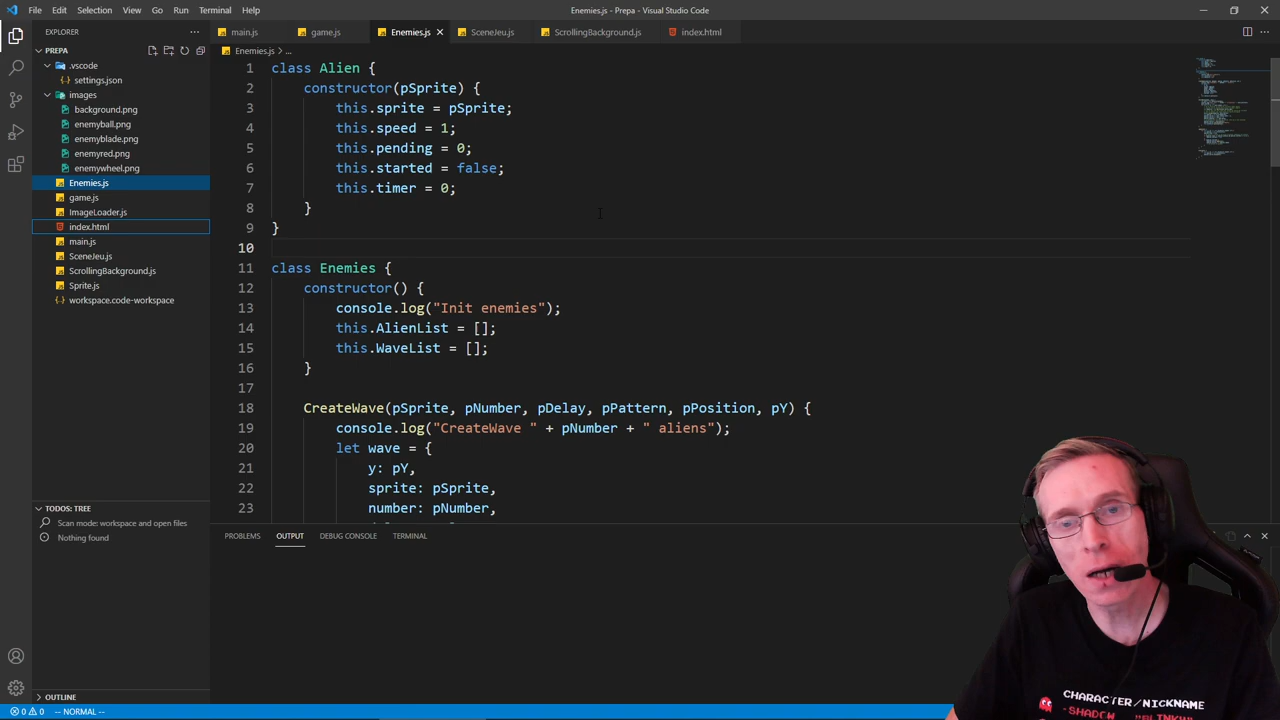 File Edit Selection View Go Run Terminal Help
Enemies.js - Prepa - Visual Studio Code
EXPLORER
main.js
game.js
Enemies.js
SceneJeu.js
ScrollingBackground.js
index.html
PREPA
Enemies.js > ...
.vscode
settings.json
images
background.png
enemyball.png
enemyblade.png
enemyred.png
enemywheel.png
Enemies.js
game.js
ImageLoader.js
index.html
main.js
SceneJeu.js
ScrollingBackground.js
Sprite.js
workspace.code-workspace
1 class Alien {
2 constructor(pSprite) {
3 this.sprite = pSprite;
4 this.speed = 1;
5 this.pending = 0;
6 this.started = false;
7 this.timer = 0;
8 }
9 }
10
11 class Enemies {
12 constructor() {
13 console.log("Init enemies");
14 this.AlienList = [];
15 this.WaveList = [];
16 }
17
18 CreateWave(pSprite, pNumber, pDelay, pPattern, pPosition, pY) {
19 console.log("CreateWave " + pNumber + " aliens");
20 let wave = {
21 y: pY,
22 sprite: pSprite,
23 number: pNumber,
TODOS: TREE
Scan mode: workspace and open files
Nothing found
PROBLEMS OUTPUT DEBUG CONSOLE TERMINAL
OUTLINE
0 0 -- NORMAL --
CHARACTER/NICKNAME
-SHADOW